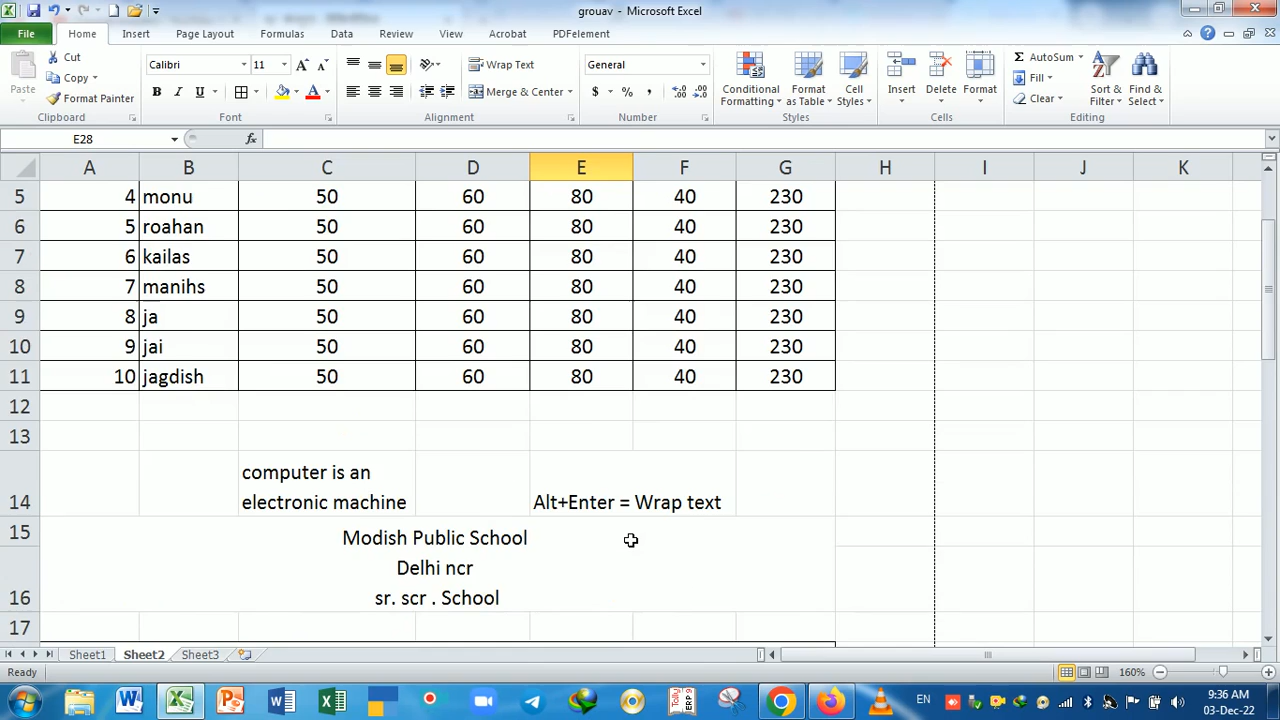 grouav - Microsoft Excel
File Home Insert Page Layout Formulas Data Review View Acrobat PDFelement
Paste Cut Copy Format Painter Clipboard
Calibri 11 A A B I U A Font
Wrap Text Merge & Center Alignment
General $ % , Number
Conditional Formatting Format as Table Cell Styles Styles
Insert Delete Format Cells
Σ AutoSum Fill Clear Sort & Filter Find & Select Editing
E28 fx
A B C D E F G H I J K
5 4 monu 50 60 80 40 230
6 5 roahan 50 60 80 40 230
7 6 kailas 50 60 80 40 230
8 7 manihs 50 60 80 40 230
9 8 ja 50 60 80 40 230
10 9 jai 50 60 80 40 230
11 10 jagdish 50 60 80 40 230
12
13
computer is an
14 electronic machine Alt+Enter = Wrap text
15 Modish Public School
Delhi ncr
16 sr. scr . School
17
Sheet1 Sheet2 Sheet3
Ready 160%
EN 9:36 AM
03-Dec-22